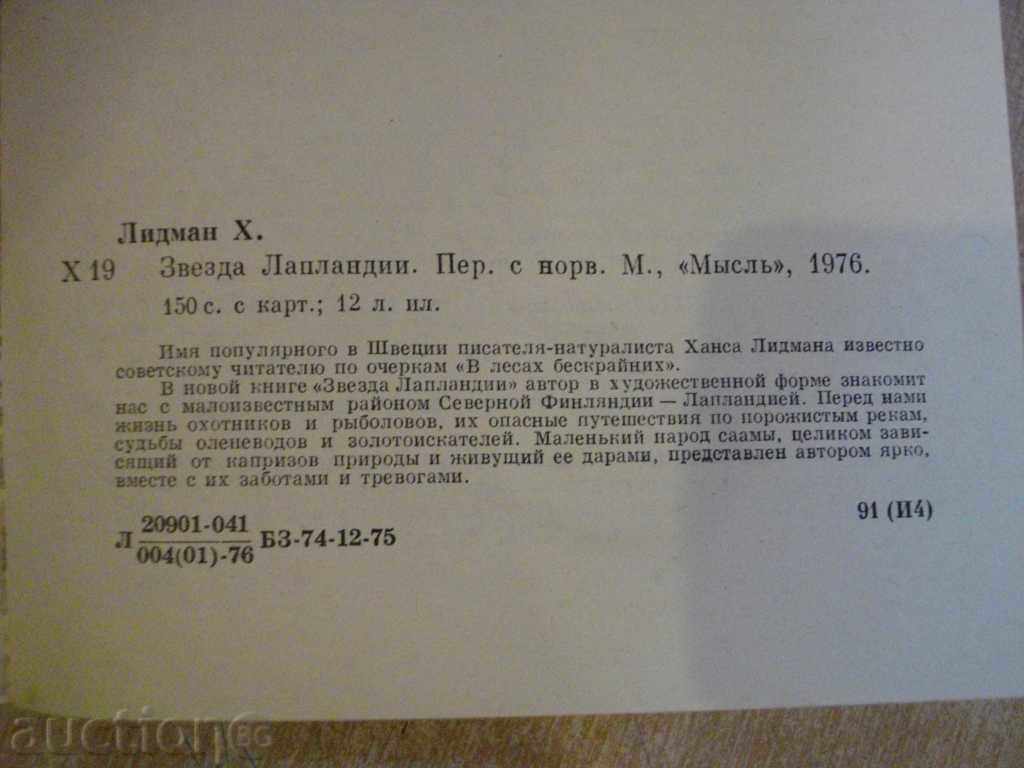 Лидман Х.
Х 19 Звезда Лапландии. Пер. с норв. М., «Мысль», 1976.
150 с. с карт.; 12 л. ил.
Имя популярного в Швеции писателя-натуралиста Ханса Лидмана известно
советскому читателю по очеркам «В лесах бескрайних».
В новой книге «Звезда Лапландии» автор в художественной форме знакомит
нас с малоизвестным районом Северной Финляндии — Лапландией. Перед нами
жизнь охотников и рыболовов, их опасные путешествия по порожистым рекам,
судьбы оленеводов и золотоискателей. Маленький народ саамы, целиком зави-
сящий от капризов природы и живущий ее дарами, представлен автором ярко,
вместе с их заботами и тревогами.
91 (И4)
20901-041
Л БЗ-74-12-75
004(01)-76
auction BG